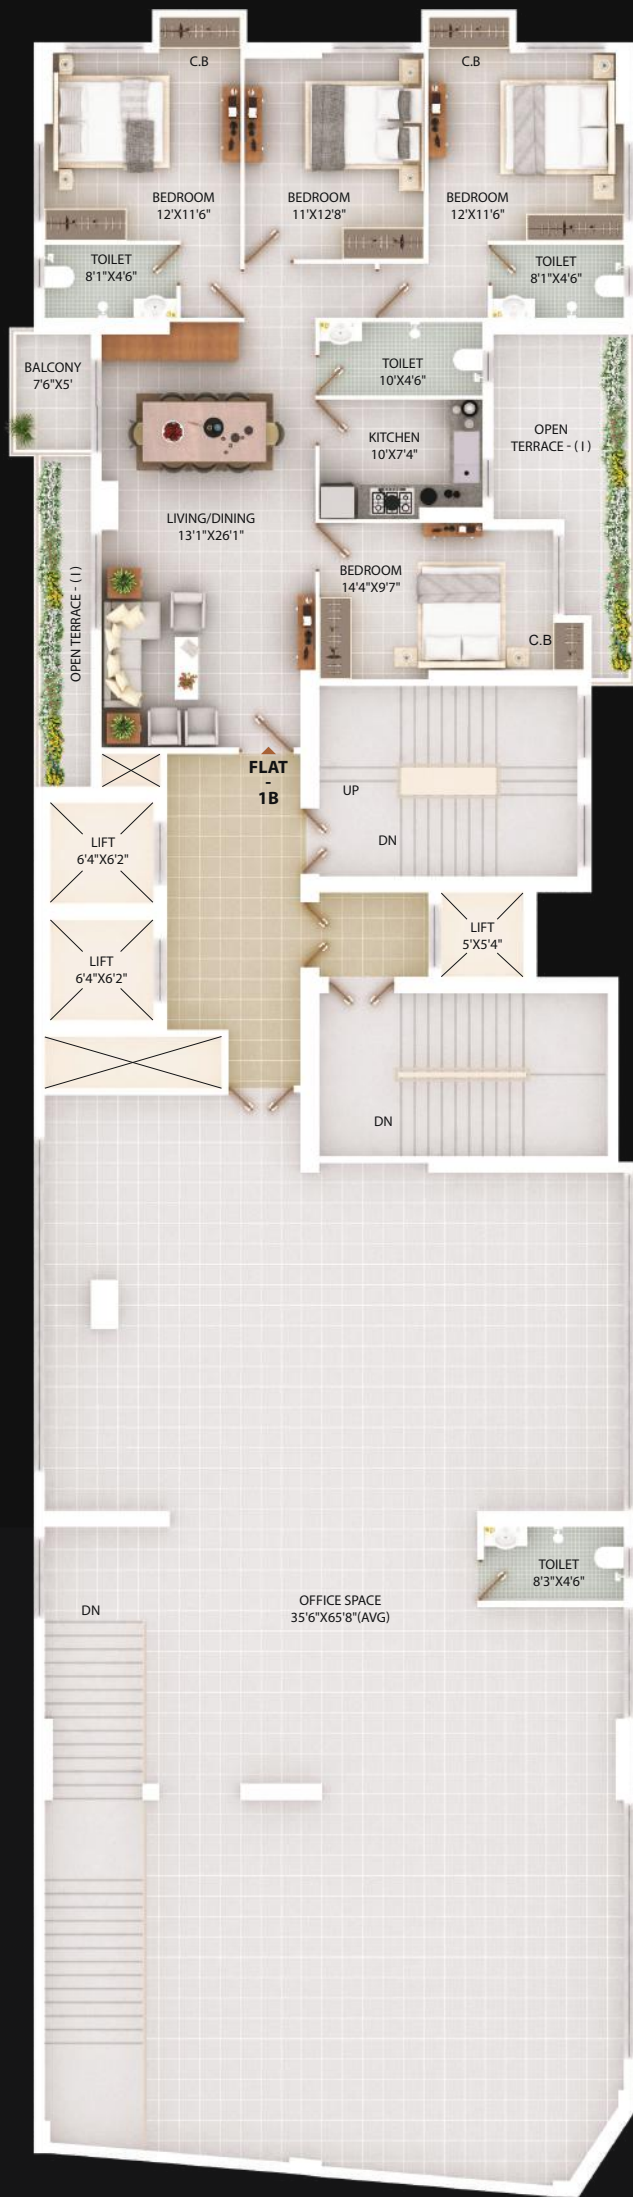 C.B
C.B
BEDROOM
12'X11'6"
BEDROOM
11'X12'8"
BEDROOM
12'X11'6"
TOILET
8'1"X4'6"
TOILET
8'1"X4'6"
BALCONY
7'6"X5'
TOILET
10'X4'6"
KITCHEN
10'X7'4"
OPEN
TERRACE - ( I )
LIVING/DINING
13'1"X26'1"
OPEN TERRACE - ( I )
BEDROOM
14'4"X9'7"
C.B
FLAT
-
1B
UP
DN
LIFT
6'4"X6'2"
LIFT
5'X5'4"
LIFT
6'4"X6'2"
DN
TOILET
8'3"X4'6"
OFFICE SPACE
35'6"X65'8"(AVG)
DN